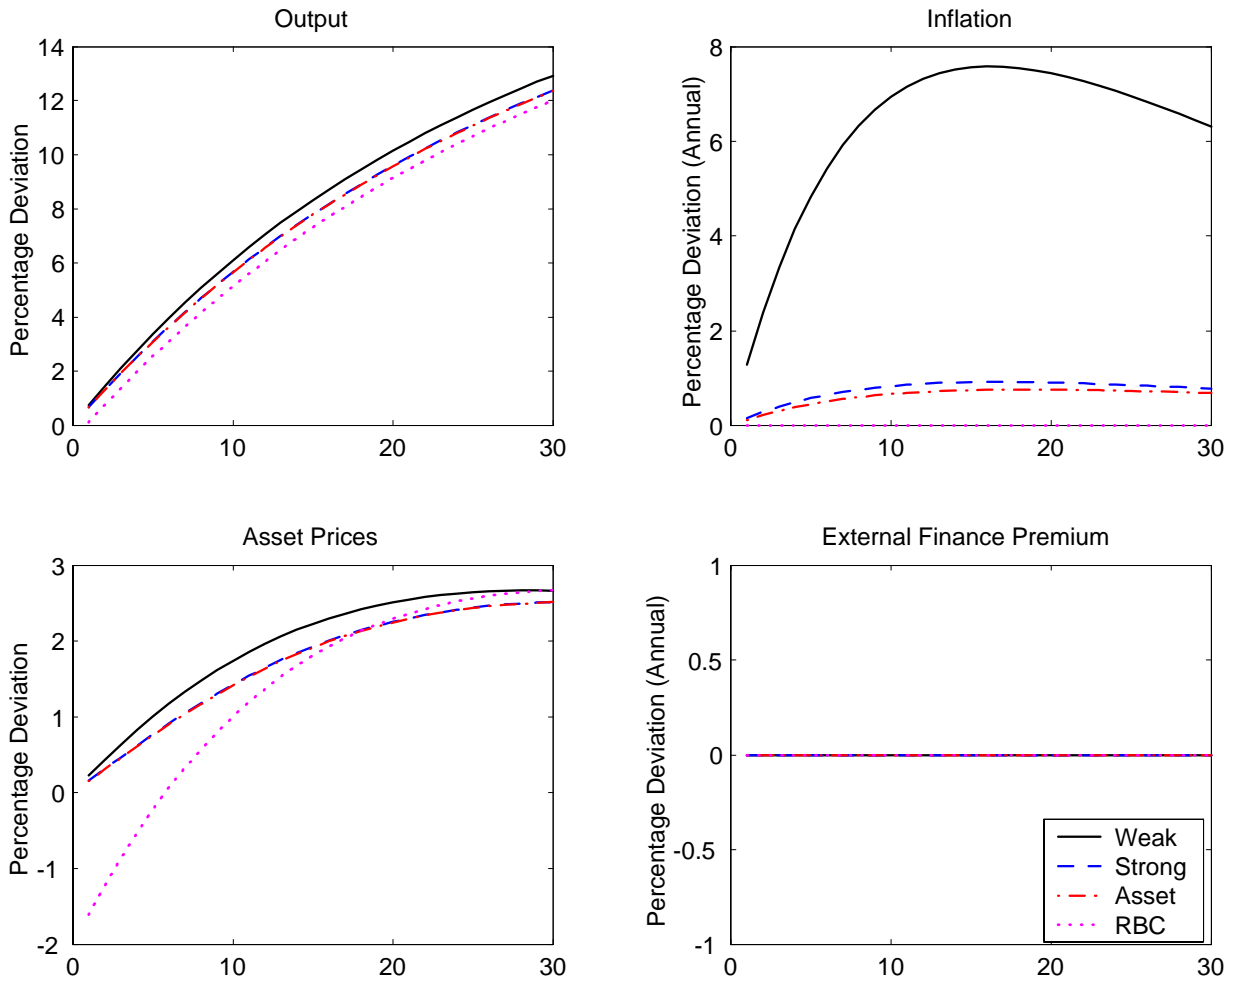 Output
Percentage Deviation
14
12
10
8
6
4
2
0
0 10 20 30
Inflation
Percentage Deviation (Annual)
8
6
4
2
0
0 10 20 30
Asset Prices
Percentage Deviation
3
2
1
0
-1
-2
0 10 20 30
External Finance Premium
Percentage Deviation (Annual)
1
0.5
0
-0.5
-1
0 10 20 30
Weak
Strong
Asset
RBC